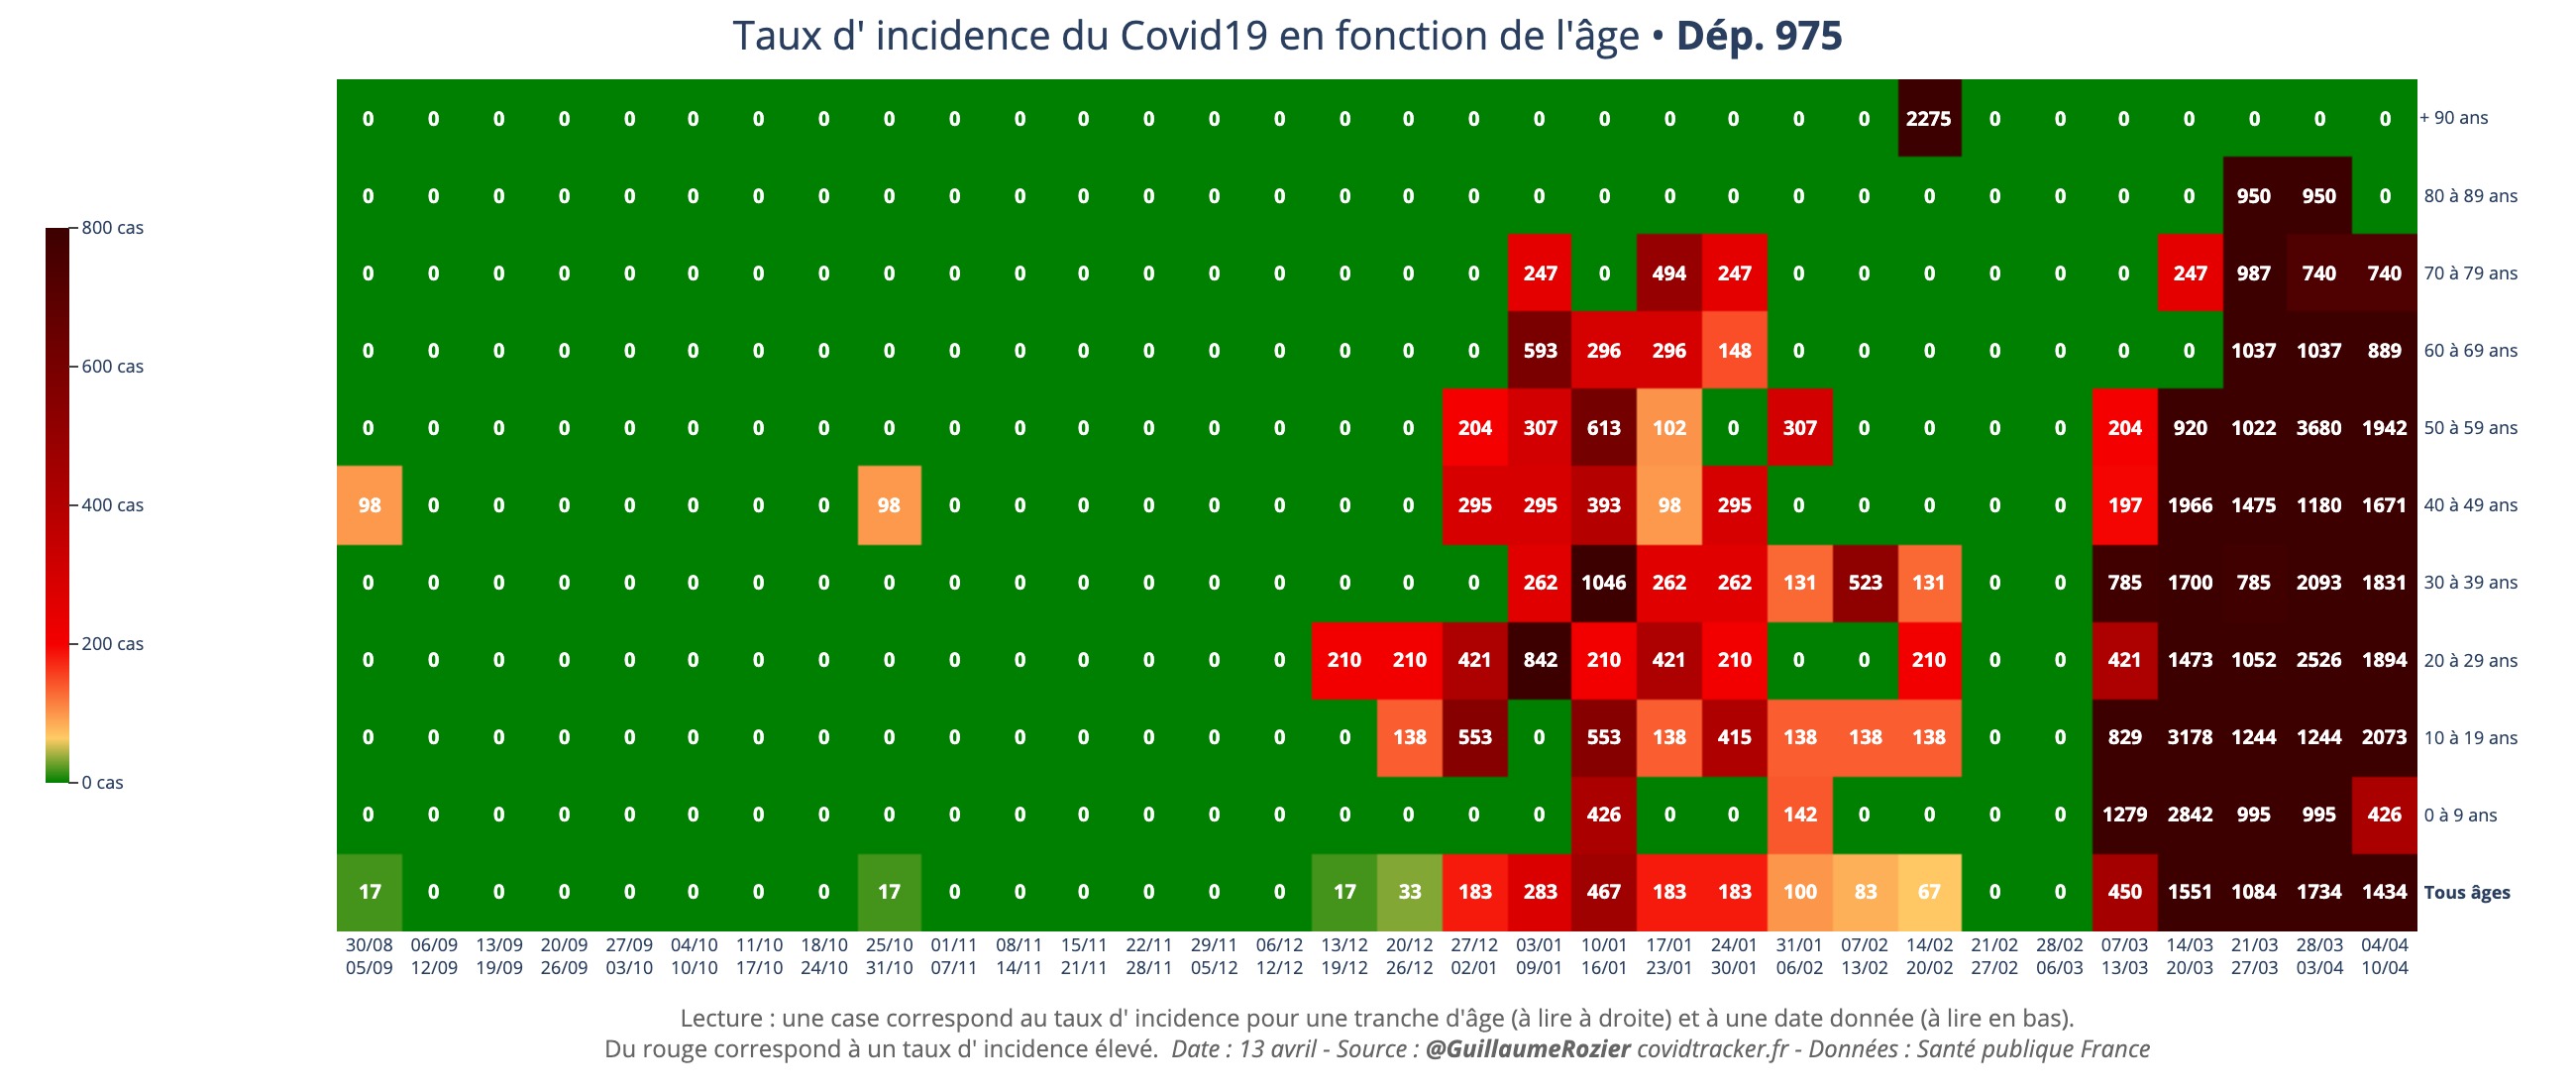 Taux d' incidence du Covid19 en fonction de l'âge • Dép. 975
800 cas
600 cas
400 cas
200 cas
0 cas
0 0 0 0 0 0 0 0 0 0 0 0 0 0 0 0 0 0 0 0 0 0 0 0 2275 0 0 0 0 0 0 0 + 90 ans
0 0 0 0 0 0 0 0 0 0 0 0 0 0 0 0 0 0 0 0 0 0 0 0 0 0 0 0 0 950 950 0 80 à 89 ans
0 0 0 0 0 0 0 0 0 0 0 0 0 0 0 0 0 0 247 0 494 247 0 0 0 0 0 0 247 987 740 740 70 à 79 ans
0 0 0 0 0 0 0 0 0 0 0 0 0 0 0 0 0 0 593 296 296 148 0 0 0 0 0 0 0 1037 1037 889 60 à 69 ans
0 0 0 0 0 0 0 0 0 0 0 0 0 0 0 0 0 204 307 613 102 0 307 0 0 0 0 204 920 1022 3680 1942 50 à 59 ans
98 0 0 0 0 0 0 0 98 0 0 0 0 0 0 0 0 295 295 393 98 295 0 0 0 0 0 197 1966 1475 1180 1671 40 à 49 ans
0 0 0 0 0 0 0 0 0 0 0 0 0 0 0 0 0 0 262 1046 262 262 131 523 131 0 0 785 1700 785 2093 1831 30 à 39 ans
0 0 0 0 0 0 0 0 0 0 0 0 0 0 0 210 210 421 842 210 421 210 0 0 210 0 0 421 1473 1052 2526 1894 20 à 29 ans
0 0 0 0 0 0 0 0 0 0 0 0 0 0 0 0 138 553 0 553 138 415 138 138 138 0 0 829 3178 1244 1244 2073 10 à 19 ans
0 0 0 0 0 0 0 0 0 0 0 0 0 0 0 0 0 0 0 426 0 0 142 0 0 0 0 1279 2842 995 995 426 0 à 9 ans
17 0 0 0 0 0 0 0 17 0 0 0 0 0 0 17 33 183 283 467 183 183 100 83 67 0 0 450 1551 1084 1734 1434 Tous âges
30/08 06/09 13/09 20/09 27/09 04/10 11/10 18/10 25/10 01/11 08/11 15/11 22/11 29/11 06/12 13/12 20/12 27/12 03/01 10/01 17/01 24/01 31/01 07/02 14/02 21/02 28/02 07/03 14/03 21/03 28/03 04/04
05/09 12/09 19/09 26/09 03/10 10/10 17/10 24/10 31/10 07/11 14/11 21/11 28/11 05/12 12/12 19/12 26/12 02/01 09/01 16/01 23/01 30/01 06/02 13/02 20/02 27/02 06/03 13/03 20/03 27/03 03/04 10/04
Lecture : une case correspond au taux d' incidence pour une tranche d'âge (à lire à droite) et à une date donnée (à lire en bas).
Du rouge correspond à un taux d' incidence élevé. Date : 13 avril - Source : @GuillaumeRozier covidtracker.fr - Données : Santé publique France